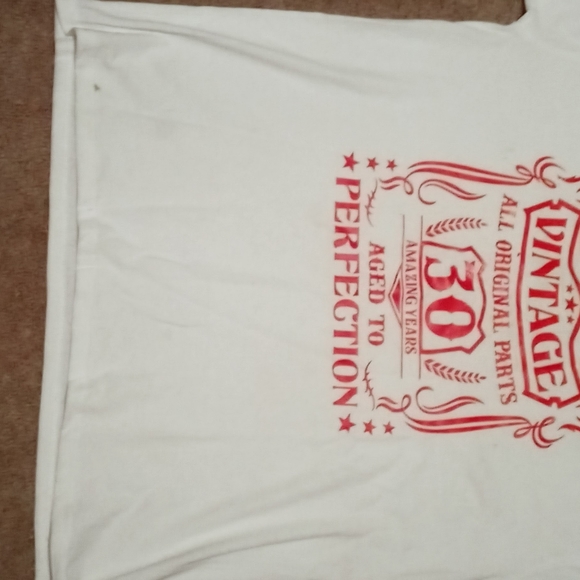 VINTAGE
ALL ORIGINAL PARTS
30
AMAZING YEARS
AGED TO
PERFECTION